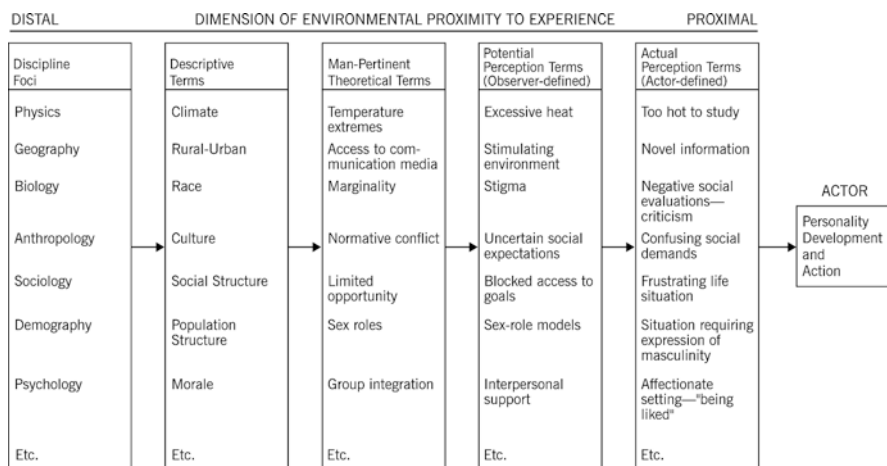 DISTAL DIMENSION OF ENVIRONMENTAL PROXIMITY TO EXPERIENCE PROXIMAL
Discipline
Foci
Physics
Geography
Biology
Anthropology
Sociology
Demography
Psychology
Etc.
Descriptive
Terms
Climate
Rural-Urban
Race
Culture
Social Structure
Population
Structure
Morale
Etc.
Man-Pertinent
Theoretical Terms
Temperature
extremes
Access to com-
munication media
Marginality
Normative conflict
Limited
opportunity
Sex roles
Group integration
Etc.
Potential
Perception Terms
(Observer-defined)
Excessive heat
Stimulating
environment
Stigma
Uncertain social
expectations
Blocked access to
goals
Sex-role models
Interpersonal
support
Etc.
Actual
Perception Terms
(Actor-defined)
Too hot to study
Novel information
Negative social
evaluations—
criticism
Confusing social
demands
Frustrating life
situation
Situation requiring
expression of
masculinity
Affectionate
setting—"being
liked"
Etc.
ACTOR
Personality
Development
and
Action